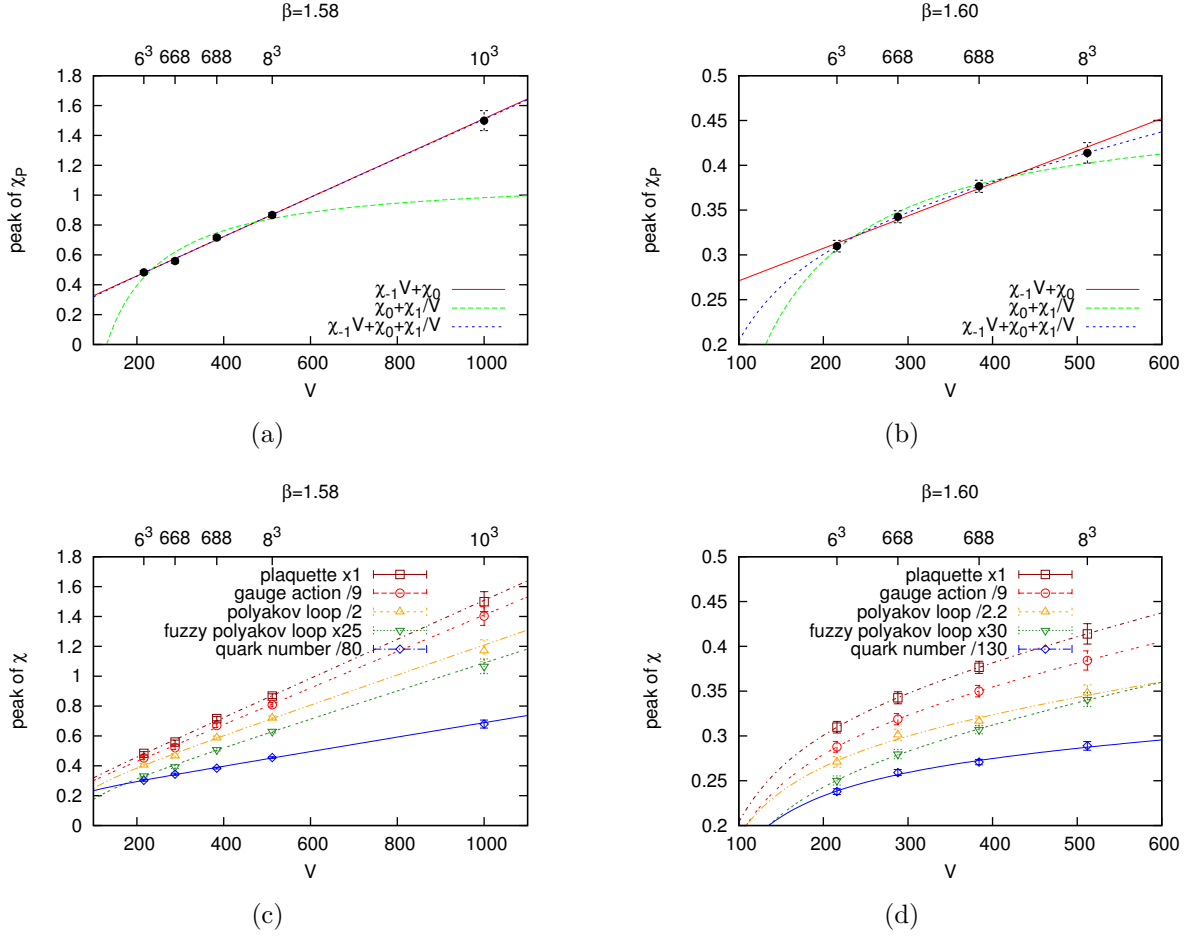 β=1.58
6³ 668 688 8³ 10³
1.8
1.6
1.4
1.2
1
0.8
0.6
0.4
0.2
0
peak of χP
χ-1V+χ0
χ0+χ1/V
χ-1V+χ0+χ1/V
200 400 600 800 1000
V
(a)
β=1.60
6³ 668 688 8³
0.5
0.45
0.4
0.35
0.3
0.25
0.2
peak of χP
χ-1V+χ0
χ0+χ1/V
χ-1V+χ0+χ1/V
100 200 300 400 500 600
V
(b)
β=1.58
6³ 668 688 8³ 10³
1.8
1.6
1.4
1.2
1
0.8
0.6
0.4
0.2
0
peak of χ
plaquette x1
gauge action /9
polyakov loop /2
fuzzy polyakov loop x25
quark number /80
200 400 600 800 1000
V
(c)
β=1.60
6³ 668 688 8³
0.5
0.45
0.4
0.35
0.3
0.25
0.2
peak of χ
plaquette x1
gauge action /9
polyakov loop /2.2
fuzzy polyakov loop x30
quark number /130
100 200 300 400 500 600
V
(d)